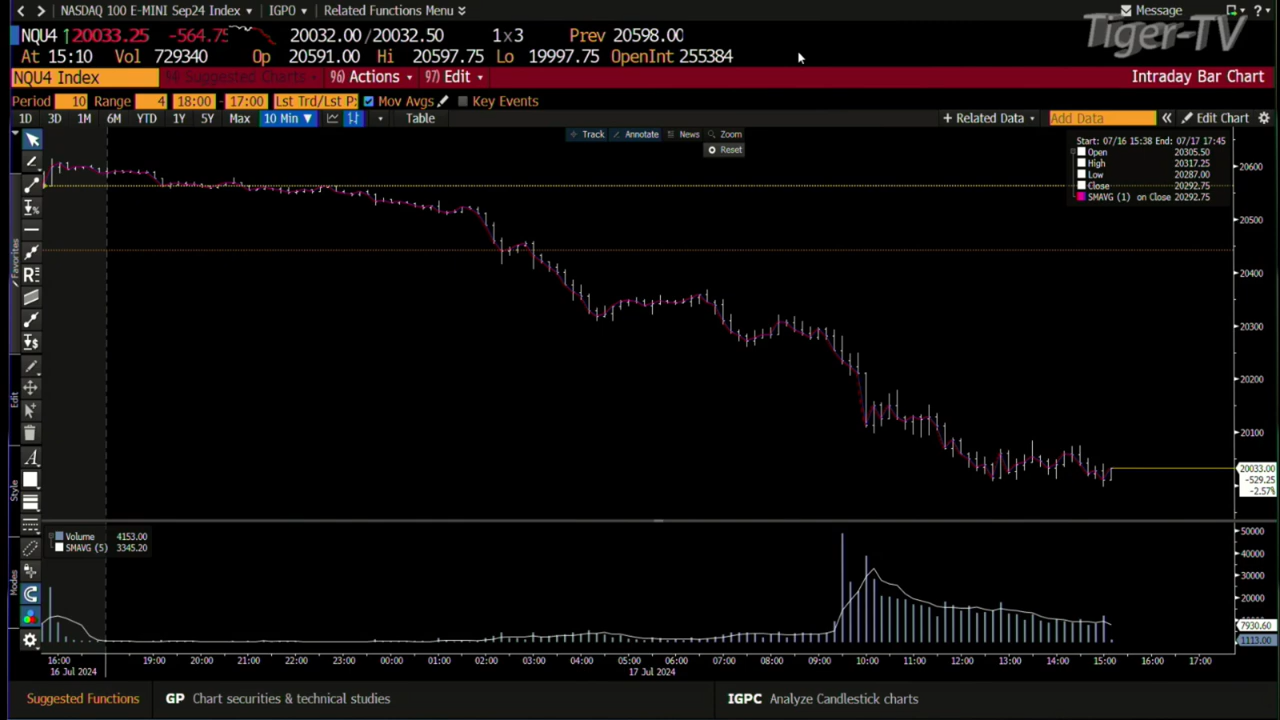 NASDAQ 100 E-MINI Sep24 Index IGPO Related Functions Menu Message ?
Tiger-TV
NQU4 ↑20033.25 -564.75 20032.00/20032.50 1x3 Prev 20598.00
At 15:10 Vol 729340 Op 20591.00 Hi 20597.75 Lo 19997.75 OpenInt 255384
NQU4 Index 94) Suggested Charts 96) Actions 97) Edit Intraday Bar Chart
Period 10 Range 4 18:00 - 17:00 Lst Trd/Lst P: Mov Avgs Key Events
1D 3D 1M 6M YTD 1Y 5Y Max 10 Min Table + Related Data Add Data Edit Chart
Track Annotate News Zoom
Reset
Start: 07/16 15:38 End: 07/17 17:45
Open 20305.50
High 20317.25
Low 20287.00
Close 20292.75
SMAVG (1) on Close 20292.75
Favorites
Edit
Style
Modes
20600
20500
20400
20300
20200
20100
20033.00
-529.25
-2.57%
Volume 4153.00
SMAVG (5) 3345.20
50000
40000
30000
20000
7930.60
1113.00
16:00 19:00 20:00 21:00 22:00 23:00 00:00 01:00 02:00 03:00 04:00 05:00 06:00 07:00 08:00 09:00 10:00 11:00 12:00 13:00 14:00 15:00 16:00 17:00
16 Jul 2024 17 Jul 2024
Suggested Functions GP Chart securities & technical studies IGPC Analyze Candlestick charts